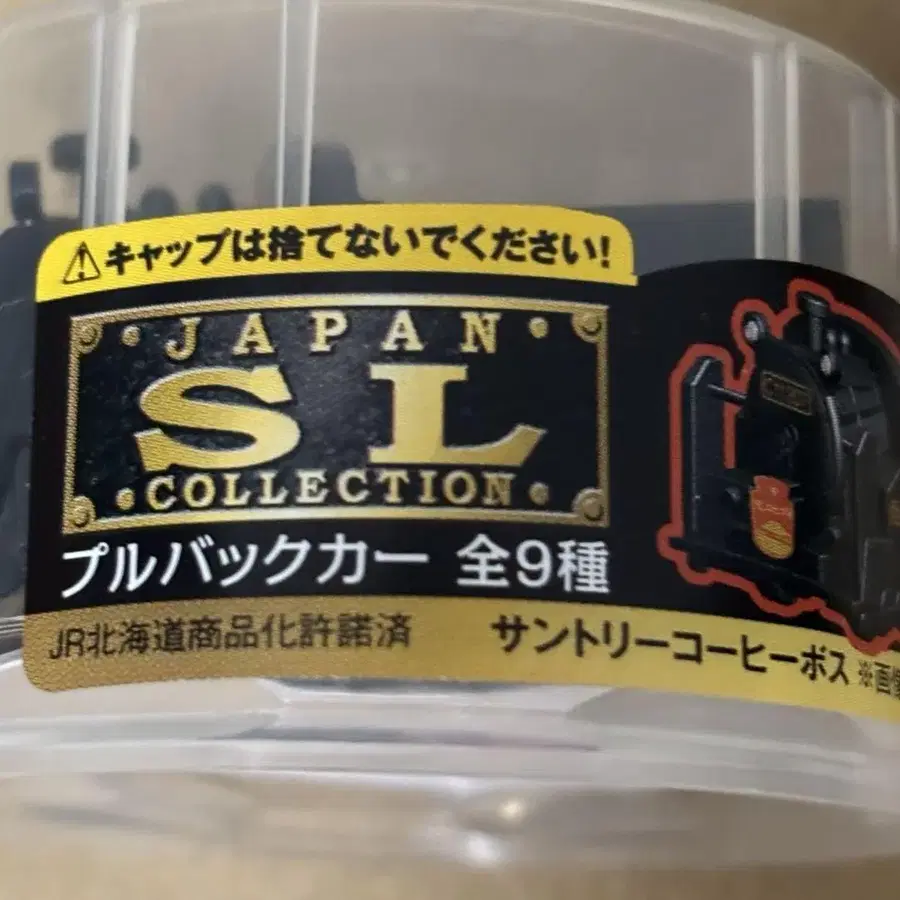 ⚠キャップは捨てないでください!
JAPAN
SL
COLLECTION
プルバックカー 全9種
JR北海道商品化許諾済 サントリーコーヒーボス ※画像